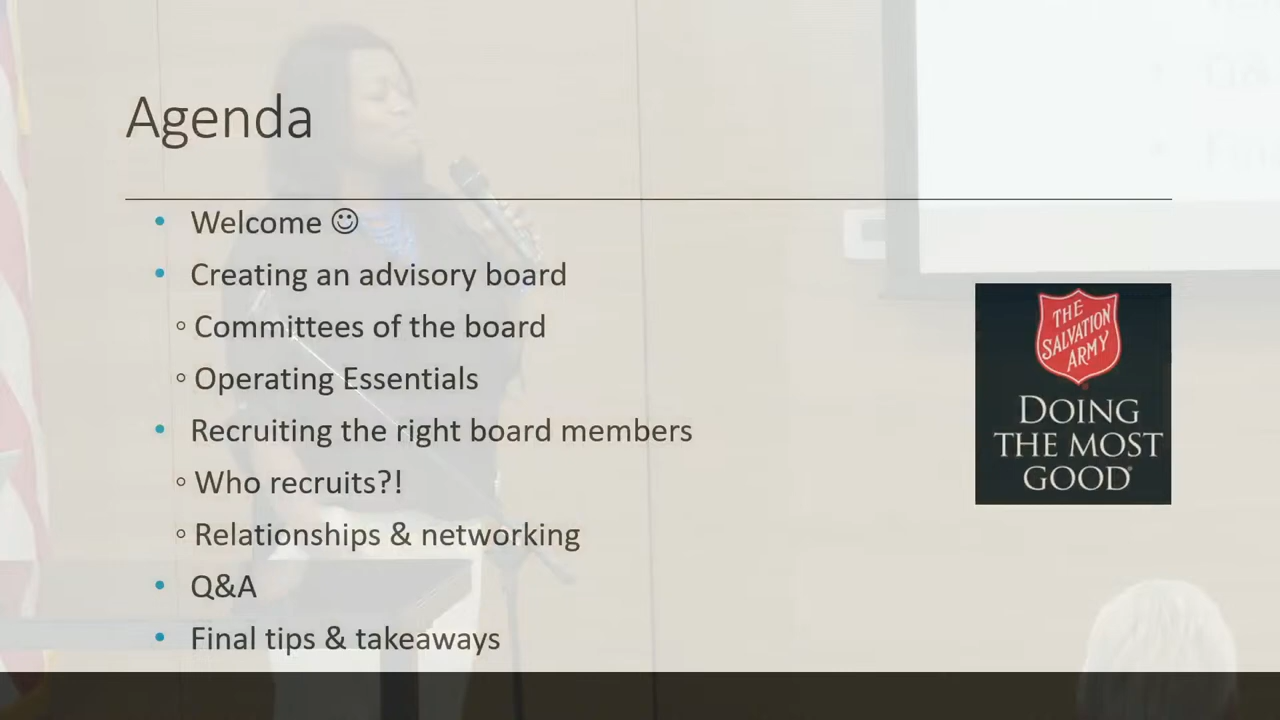 Agenda
• Welcome ☺
• Creating an advisory board
◦ Committees of the board
◦ Operating Essentials
• Recruiting the right board members
◦ Who recruits?!
◦ Relationships & networking
• Q&A
• Final tips & takeaways
THE
SALVATION
ARMY
DOING
THE MOST
GOOD®